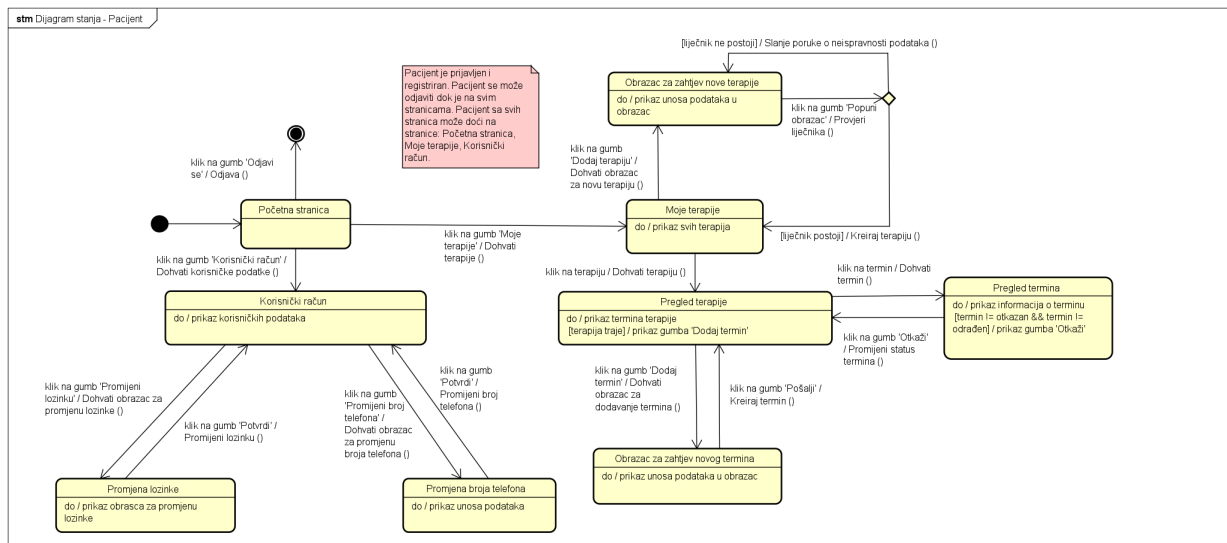 stm Dijagram stanja - Pacijent
[liječnik ne postoji] / Slanje poruke o neispravnosti podataka ()
Pacijent je prijavljen i
registriran. Pacijent se može
odjaviti dok je na svim
stranicama. Pacijent sa svih
stranica može doći na
stranice: Početna stranica,
Moje terapije, Korisnički
račun.
Obrazac za zahtjev nove terapije
do / prikaz unosa podataka u
obrazac
klik na gumb 'Popuni
obrazac' / Provjeri
liječnika ()
klik na gumb 'Odjavi
se' / Odjava ()
klik na gumb
'Dodaj terapiju' /
Dohvati obrazac
za novu terapiju ()
Početna stranica
Moje terapije
do / prikaz svih terapija
klik na gumb 'Moje
terapije' / Dohvati
terapije ()
[liječnik postoji] / Kreiraj terapiju ()
klik na gumb 'Korisnički račun' /
Dohvati korisničke podatke ()
klik na terapiju / Dohvati terapiju ()
klik na termin / Dohvati
termin ()
Korisnički račun
do / prikaz korisničkih podataka
Pregled terapije
do / prikaz termina terapije
[terapija traje] / prikaz gumba 'Dodaj termin'
Pregled termina
do / prikaz informacija o terminu
[termin != otkazan && termin !=
odrađen] / prikaz gumba 'Otkaži'
klik na gumb 'Otkaži'
/ Promijeni status
termina ()
klik na gumb 'Promijeni
lozinku' / Dohvati obrazac za
promjenu lozinke ()
klik na gumb 'Potvrdi' /
Promijeni lozinku ()
klik na gumb
'Promijeni broj
telefona' /
Dohvati obrazac
za promjenu
broja telefona ()
klik na gumb
'Potvrdi' /
Promijeni broj
telefona ()
klik na gumb 'Dodaj
termin' / Dohvati
obrazac za
dodavanje termina ()
klik na gumb 'Pošalji' /
Kreiraj termin ()
Promjena lozinke
do / prikaz obrasca za promjenu
lozinke
Promjena broja telefona
do / prikaz unosa podataka
Obrazac za zahtjev novog termina
do / prikaz unosa podataka u obrazac